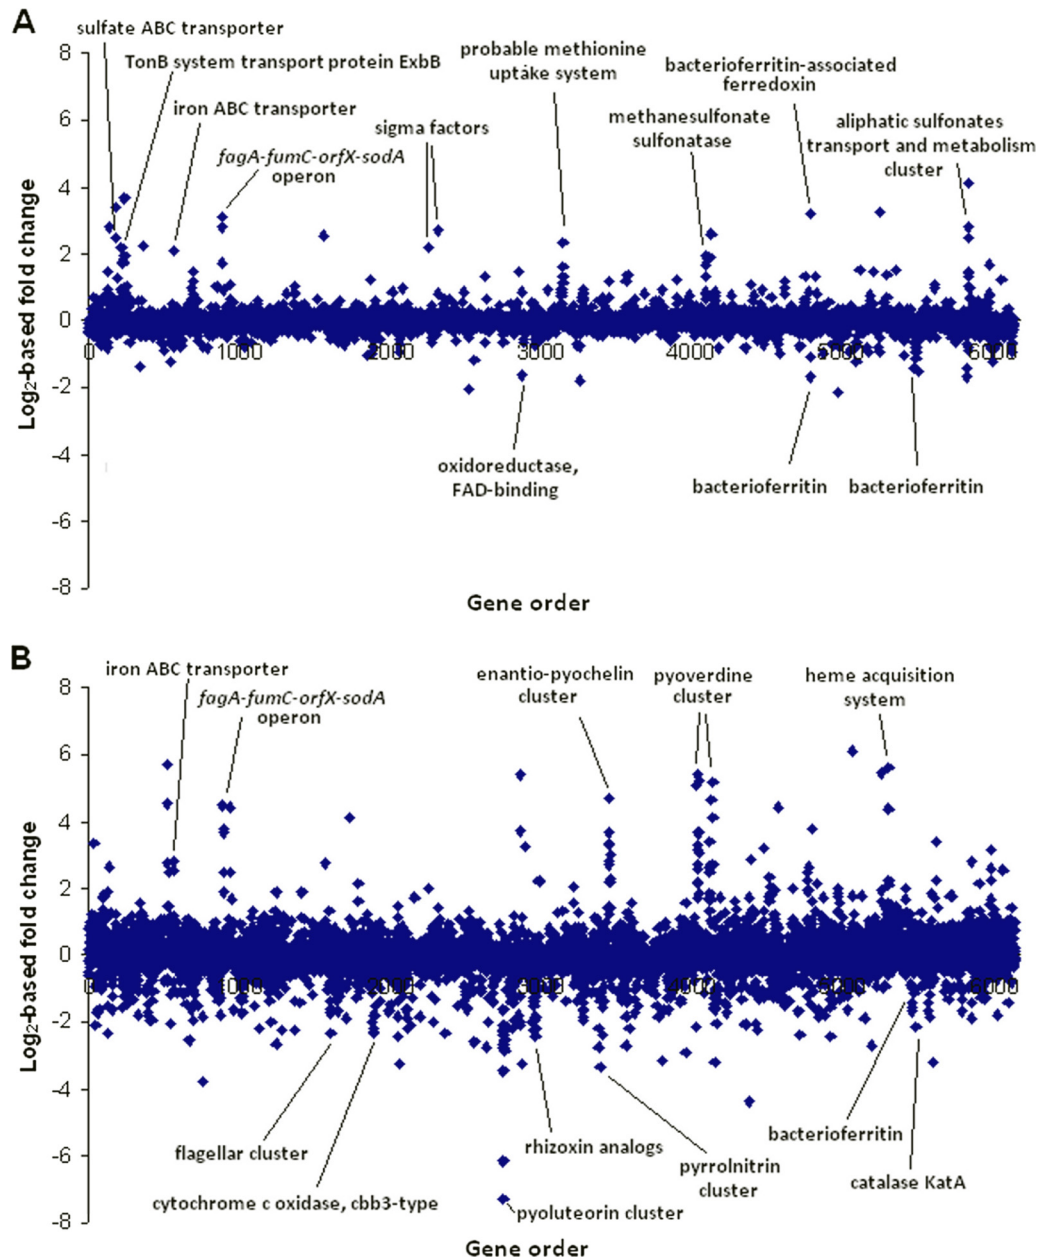 A
sulfate ABC transporter
TonB system transport protein ExbB
iron ABC transporter
fagA-fumC-orfX-sodA
operon
sigma factors
probable methionine
uptake system
methanesulfonate
sulfonatase
bacterioferritin-associated
ferredoxin
aliphatic sulfonates
transport and metabolism
cluster
8
6
4
2
0
-2
-4
-6
-8
Log2-based fold change
0 1000 2000 3000 4000 5000 6000
oxidoreductase,
FAD-binding
bacterioferritin
bacterioferritin
Gene order
B
iron ABC transporter
fagA-fumC-orfX-sodA
operon
enantio-pyochelin
cluster
pyoverdine
cluster
heme acquisition
system
8
6
4
2
0
-2
-4
-6
-8
Log2-based fold change
0 1000 2000 3000 4000 5000 6000
flagellar cluster
cytochrome c oxidase, cbb3-type
rhizoxin analogs
pyoluteorin cluster
pyrrolnitrin
cluster
bacterioferritin
catalase KatA
Gene order